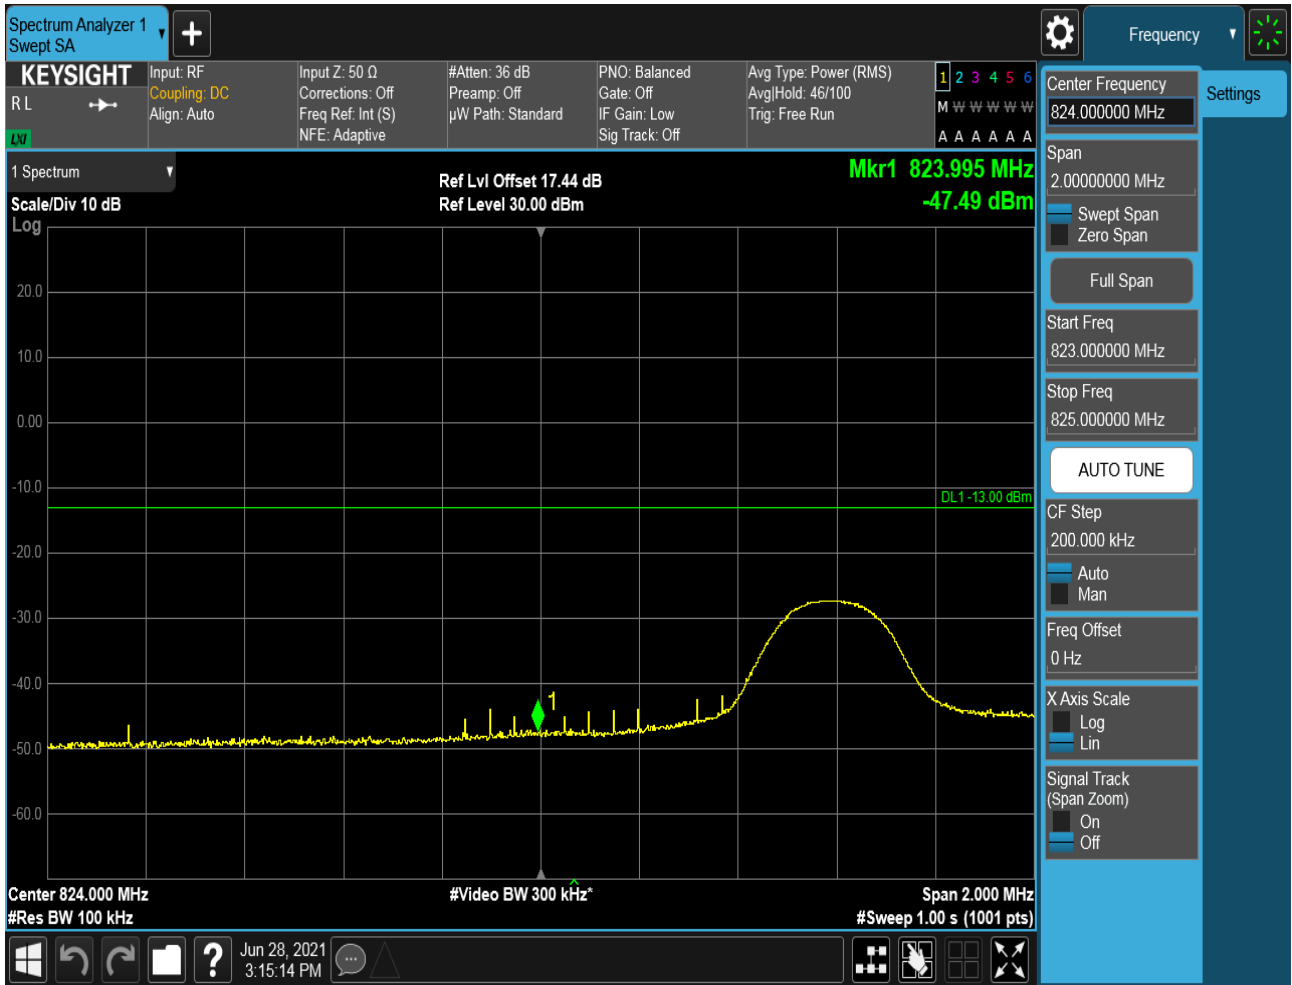 Spectrum Analyzer 1
Swept SA
+
Frequency
KEYSIGHT
R L
LXI
Input: RF
Coupling: DC
Align: Auto
Input Z: 50 Ω
Corrections: Off
Freq Ref: Int (S)
NFE: Adaptive
#Atten: 36 dB
Preamp: Off
µW Path: Standard
PNO: Balanced
Gate: Off
IF Gain: Low
Sig Track: Off
Avg Type: Power (RMS)
Avg|Hold: 46/100
Trig: Free Run
1 2 3 4 5 6
M W W W W W
A A A A A A
1 Spectrum
Scale/Div 10 dB
Log
Ref Lvl Offset 17.44 dB
Ref Level 30.00 dBm
Mkr1 823.995 MHz
-47.49 dBm
20.0
10.0
0.00
-10.0
DL1 -13.00 dBm
-20.0
-30.0
-40.0
1
-50.0
-60.0
Center 824.000 MHz
#Res BW 100 kHz
#Video BW 300 kHz*
Span 2.000 MHz
#Sweep 1.00 s (1001 pts)
Center Frequency
824.000000 MHz
Settings
Span
2.00000000 MHz
Swept Span
Zero Span
Full Span
Start Freq
823.000000 MHz
Stop Freq
825.000000 MHz
AUTO TUNE
CF Step
200.000 kHz
Auto
Man
Freq Offset
0 Hz
X Axis Scale
Log
Lin
Signal Track
(Span Zoom)
On
Off
?
Jun 28, 2021
3:15:14 PM